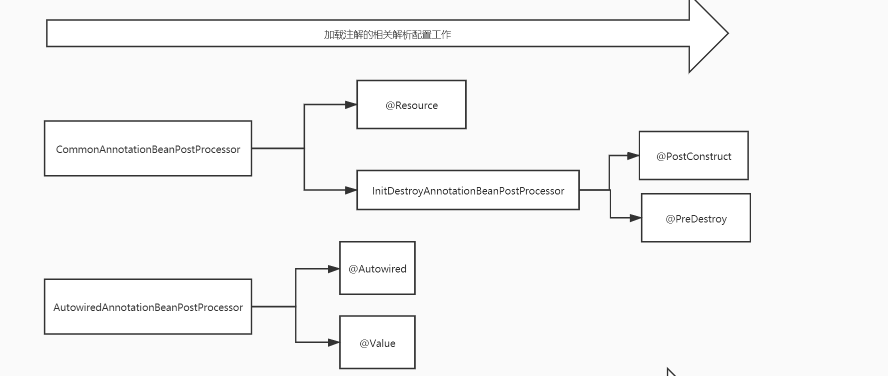 加载注解的相关解析配置工作
@Resource
CommonAnnotationBeanPostProcessor
@PostConstruct
InitDestroyAnnotationBeanPostProcessor
@PreDestroy
@Autowired
AutowiredAnnotationBeanPostProcessor
@Value